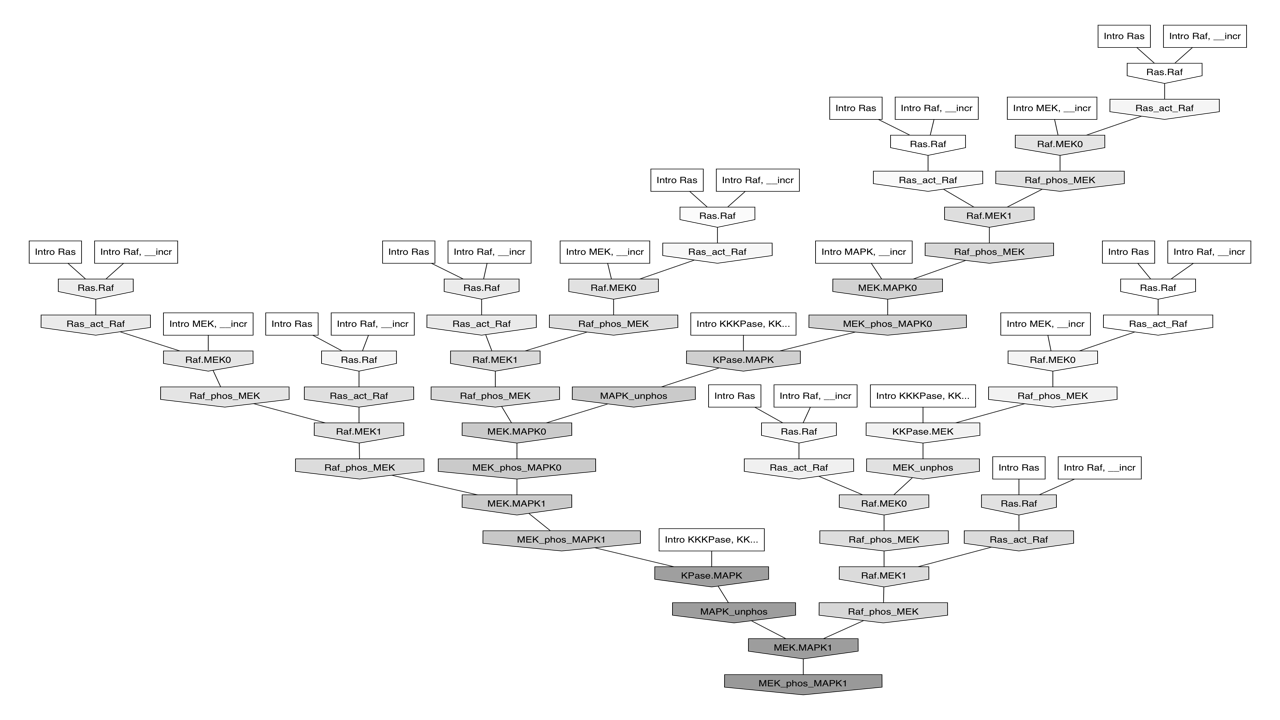 Intro Ras
Intro Raf, __incr
Ras.Raf
Intro Ras
Intro Raf, __incr
Intro MEK, __incr
Ras_act_Raf
Ras.Raf
Raf.MEK0
Intro Ras
Intro Raf, __incr
Ras_act_Raf
Raf_phos_MEK
Ras.Raf
Raf.MEK1
Intro Ras
Intro Raf, __incr
Intro Ras
Intro Raf, __incr
Intro MEK, __incr
Ras_act_Raf
Intro MAPK, __incr
Raf_phos_MEK
Intro Ras
Intro Raf, __incr
Ras.Raf
Ras.Raf
Raf.MEK0
MEK.MAPK0
Ras.Raf
Ras_act_Raf
Intro MEK, __incr
Intro Ras
Intro Raf, __incr
Ras_act_Raf
Raf_phos_MEK
Intro KKKPase, KK...
MEK_phos_MAPK0
Intro MEK, __incr
Ras_act_Raf
Raf.MEK0
Ras.Raf
Raf.MEK1
KPase.MAPK
Raf.MEK0
Raf_phos_MEK
Ras_act_Raf
Raf_phos_MEK
MAPK_unphos
Intro Ras
Intro Raf, __incr
Intro KKKPase, KK...
Raf_phos_MEK
Raf.MEK1
MEK.MAPK0
Ras.Raf
KKPase.MEK
Raf_phos_MEK
MEK_phos_MAPK0
Ras_act_Raf
MEK_unphos
Intro Ras
Intro Raf, __incr
MEK.MAPK1
Raf.MEK0
Ras.Raf
MEK_phos_MAPK1
Intro KKKPase, KK...
Raf_phos_MEK
Ras_act_Raf
KPase.MAPK
Raf.MEK1
MAPK_unphos
Raf_phos_MEK
MEK.MAPK1
MEK_phos_MAPK1